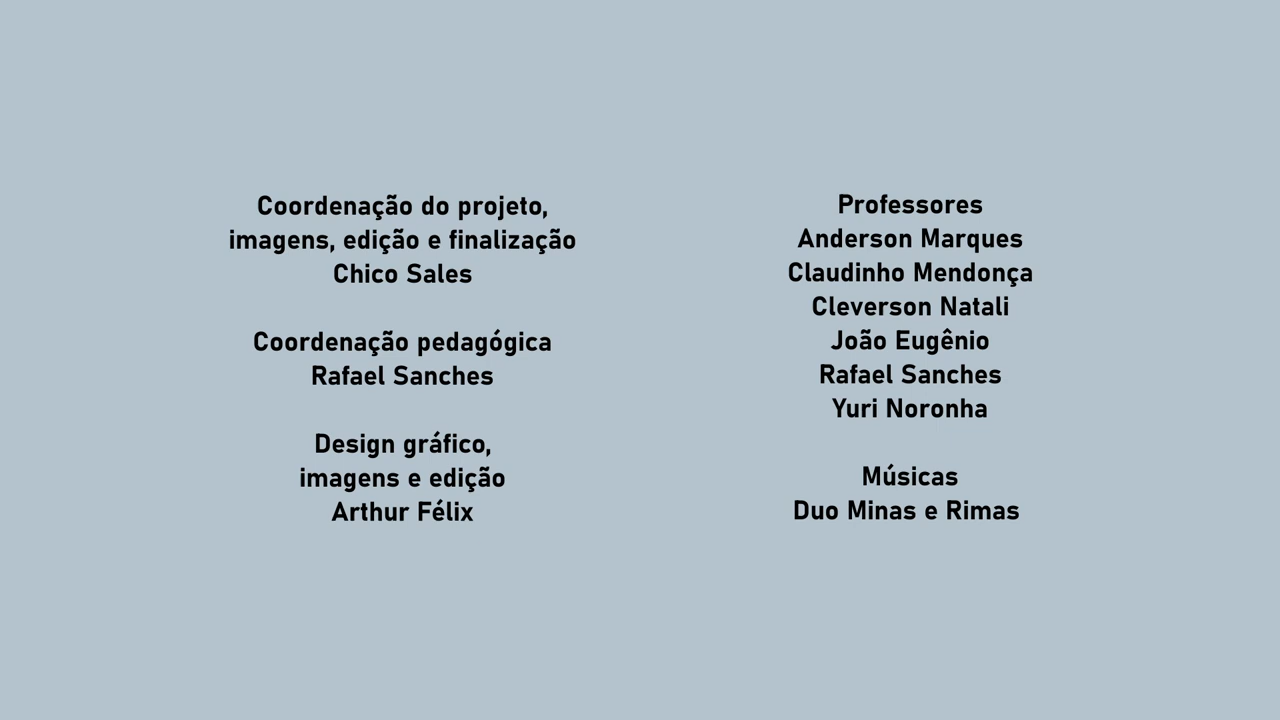 Coordenação do projeto,
imagens, edição e finalização
Chico Sales
Coordenação pedagógica
Rafael Sanches
Design gráfico,
imagens e edição
Arthur Félix
Professores
Anderson Marques
Claudinho Mendonça
Cleverson Natali
João Eugênio
Rafael Sanches
Yuri Noronha
Músicas
Duo Minas e Rimas